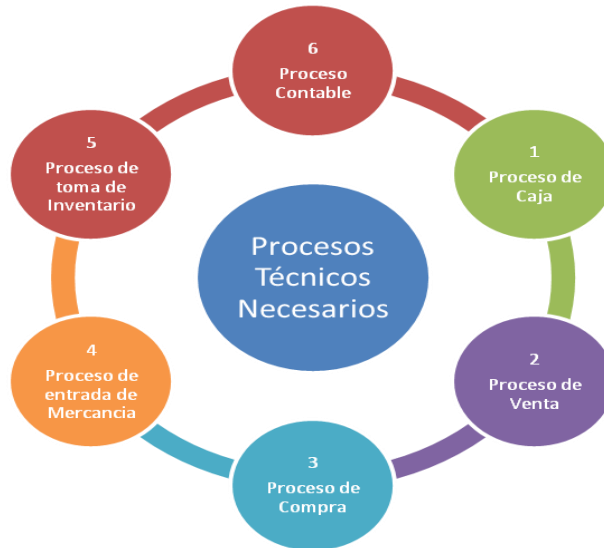 6
Proceso
Contable
1
Proceso de
Caja
2
Proceso de
Venta
3
Proceso de
Compra
4
Proceso de
entrada de
Mercancia
5
Proceso de
toma de
Inventario
Procesos
Técnicos
Necesarios